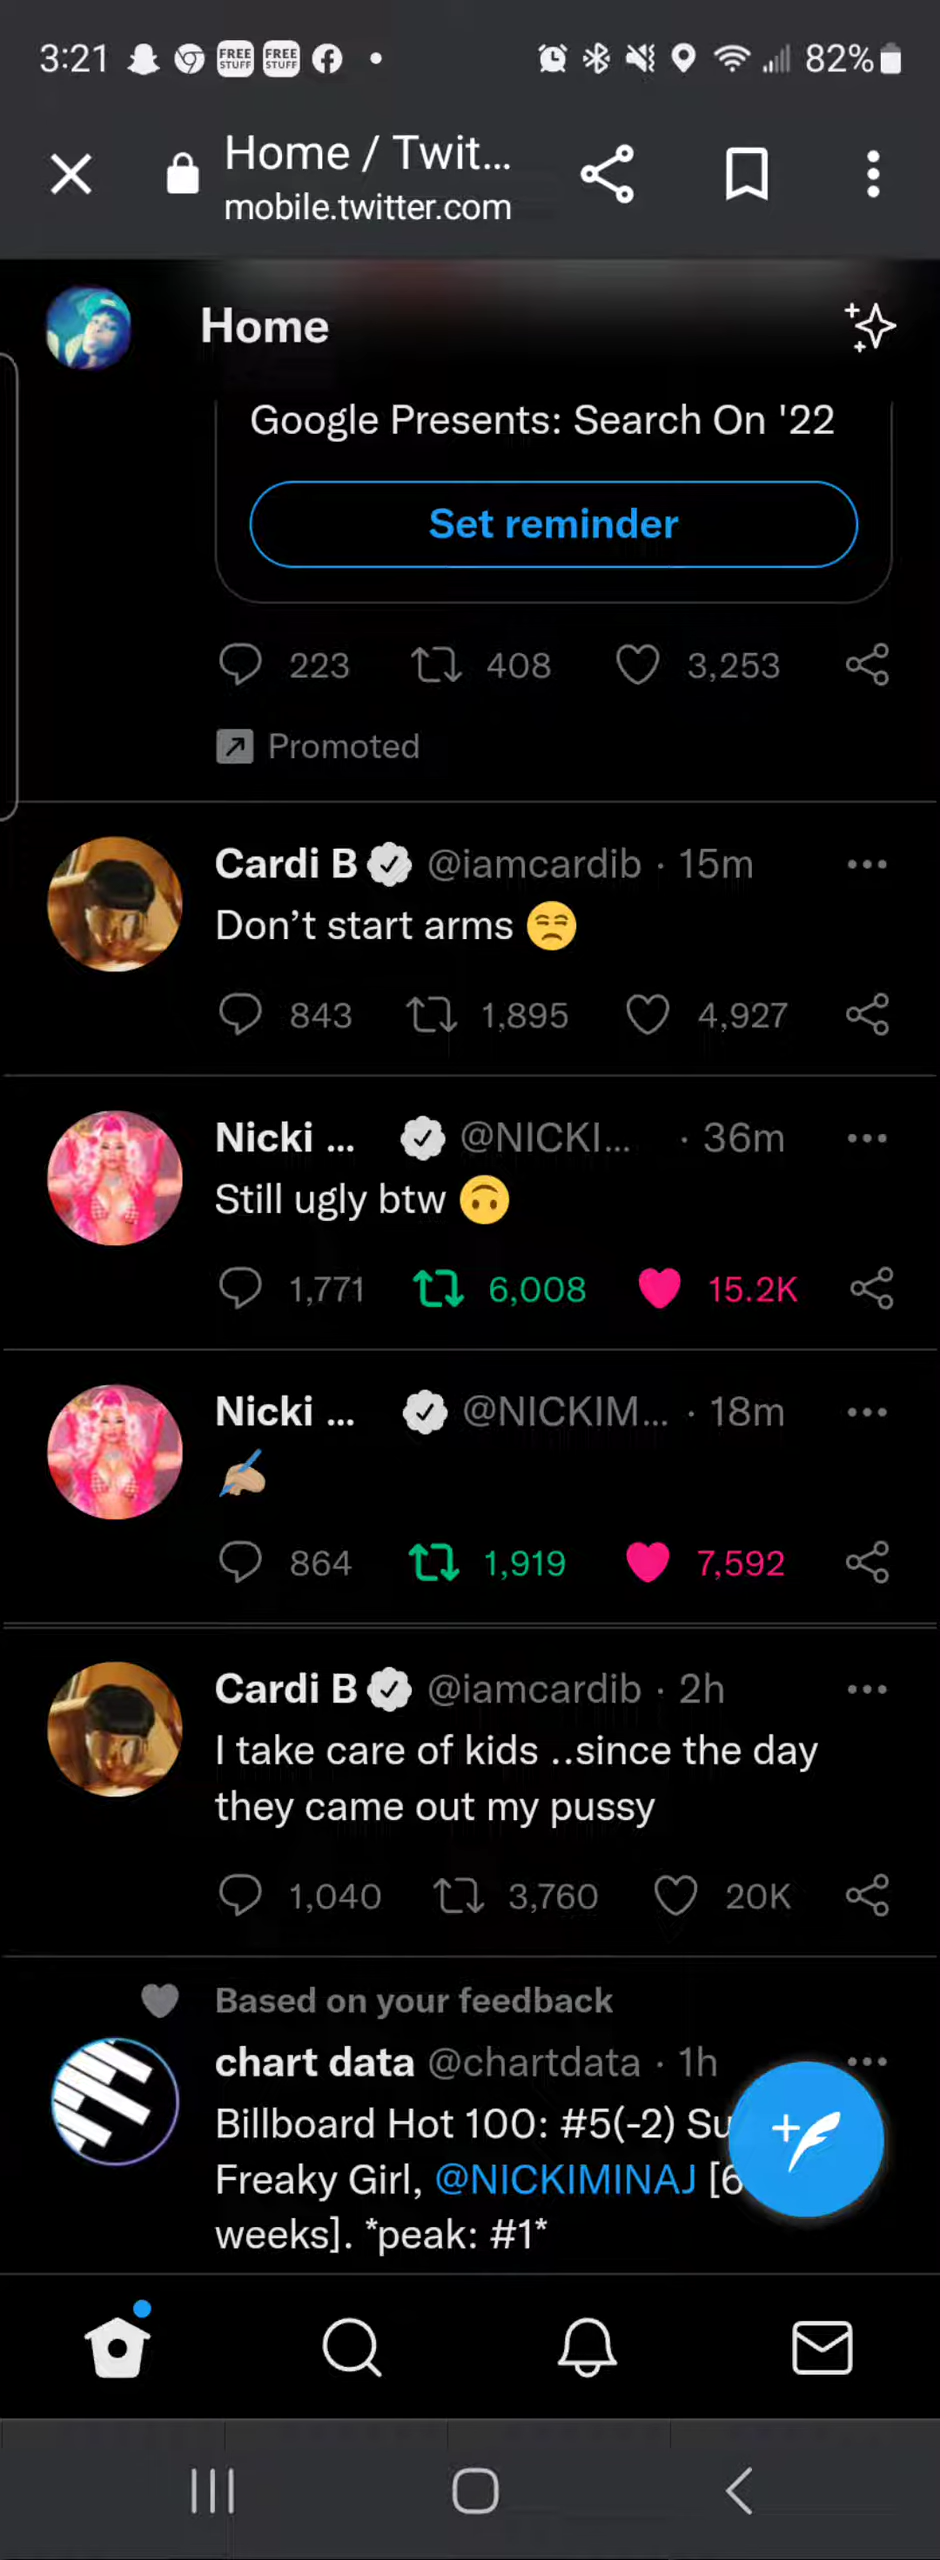 3:21 FREE STUFF FREE STUFF 82%
Home / Twit...
mobile.twitter.com
Home
Google Presents: Search On '22
Set reminder
223 408 3,253
Promoted
Cardi B @iamcardib · 15m
Don’t start arms 😒
843 1,895 4,927
Nicki ... @NICKI... · 36m
Still ugly btw 🙃
1,771 6,008 15.2K
Nicki ... @NICKIM... · 18m
✍🏼
864 1,919 7,592
Cardi B @iamcardib · 2h
I take care of kids ..since the day
they came out my pussy
1,040 3,760 20K
Based on your feedback
chart data @chartdata · 1h
Billboard Hot 100: #5(-2) Su
Freaky Girl, @NICKIMINAJ [6
weeks]. *peak: #1*